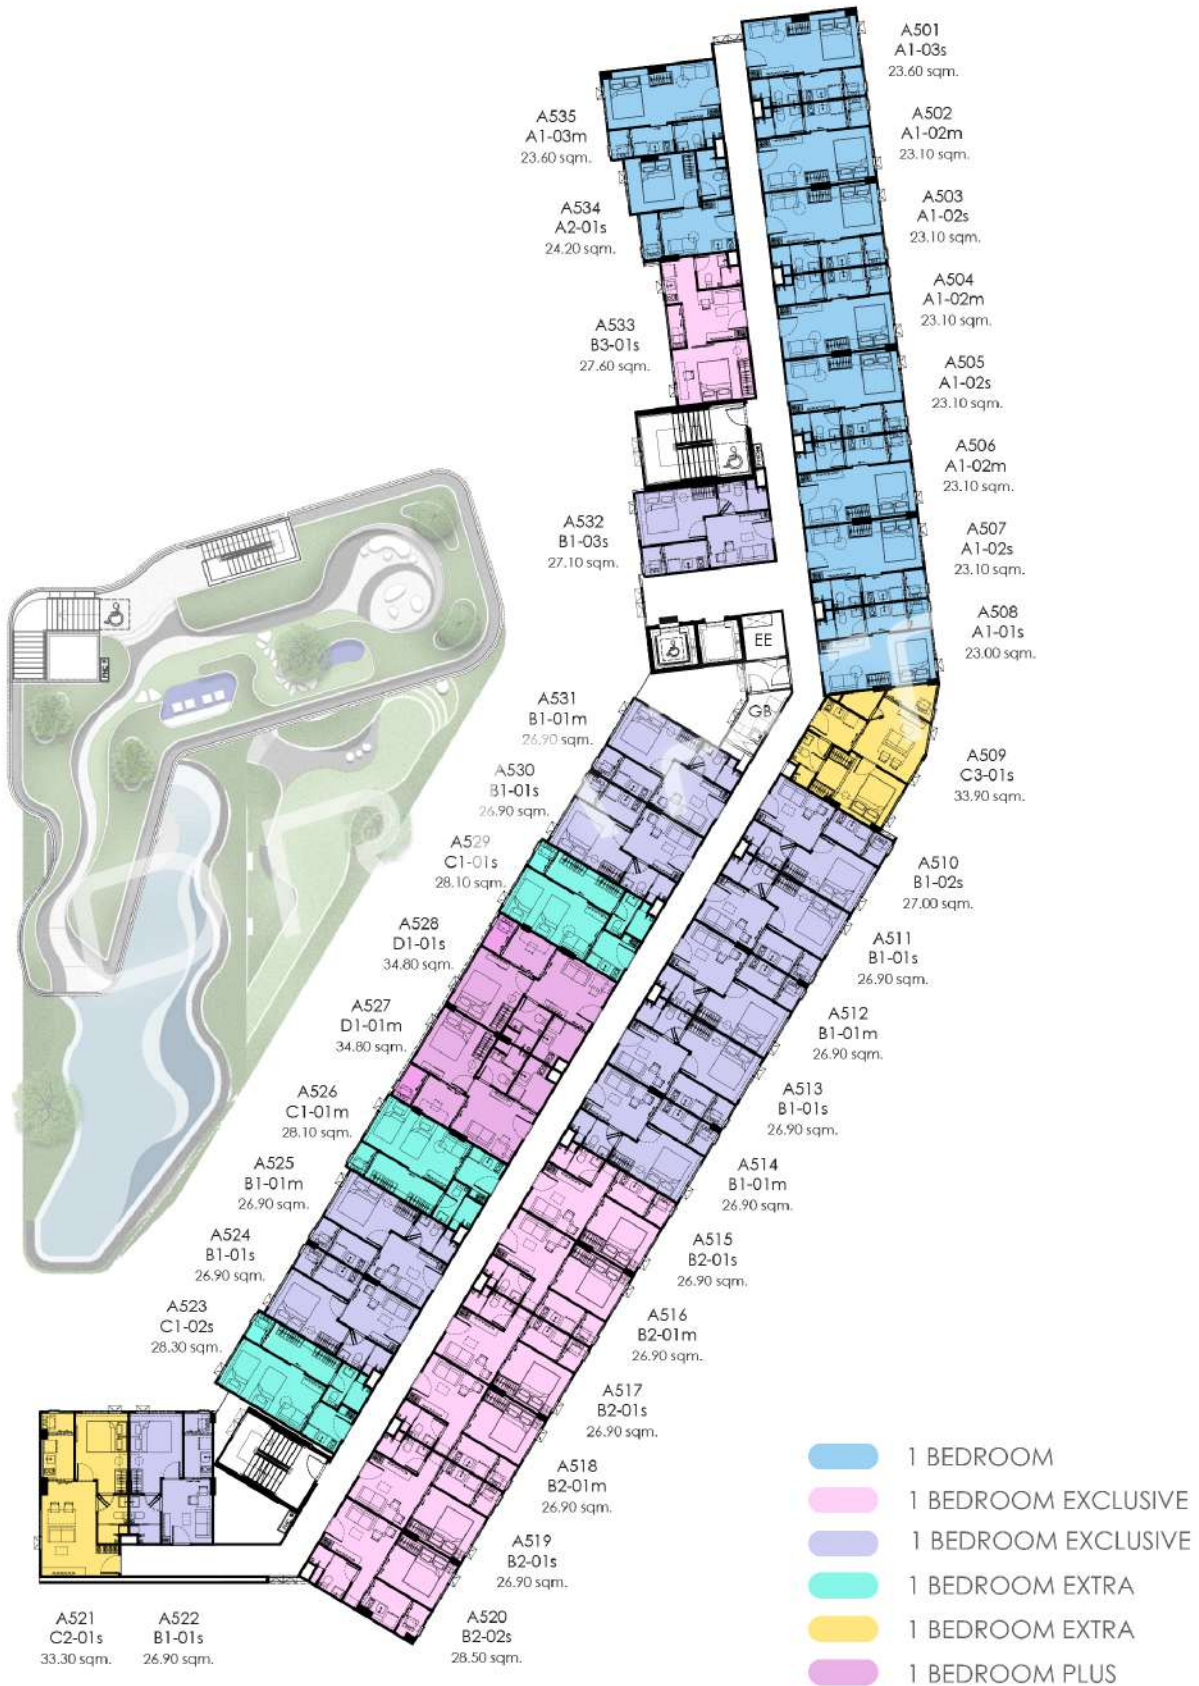 A501
A1-03s
23.60 sqm.
A502
A1-02m
23.10 sqm.
A503
A1-02s
23.10 sqm.
A504
A1-02m
23.10 sqm.
A505
A1-02s
23.10 sqm.
A506
A1-02m
23.10 sqm.
A507
A1-02s
23.10 sqm.
A508
A1-01s
23.00 sqm.
A509
C3-01s
33.90 sqm.
A510
B1-02s
27.00 sqm.
A511
B1-01s
26.90 sqm.
A512
B1-01m
26.90 sqm.
A513
B1-01s
26.90 sqm.
A514
B1-01m
26.90 sqm.
A515
B2-01s
26.90 sqm.
A516
B2-01m
26.90 sqm.
A517
B2-01s
26.90 sqm.
A518
B2-01m
26.90 sqm.
A519
B2-01s
26.90 sqm.
A520
B2-02s
28.50 sqm.
A521
C2-01s
33.30 sqm.
A522
B1-01s
26.90 sqm.
A523
C1-02s
28.30 sqm.
A524
B1-01s
26.90 sqm.
A525
B1-01m
26.90 sqm.
A526
C1-01m
28.10 sqm.
A527
D1-01m
34.80 sqm.
A528
D1-01s
34.80 sqm.
A529
C1-01s
28.10 sqm.
A530
B1-01s
26.90 sqm.
A531
B1-01m
26.90 sqm.
A532
B1-03s
27.10 sqm.
A533
B3-01s
27.60 sqm.
A534
A2-01s
24.20 sqm.
A535
A1-03m
23.60 sqm.
EE
GB
1 BEDROOM
1 BEDROOM EXCLUSIVE
1 BEDROOM EXCLUSIVE
1 BEDROOM EXTRA
1 BEDROOM EXTRA
1 BEDROOM PLUS